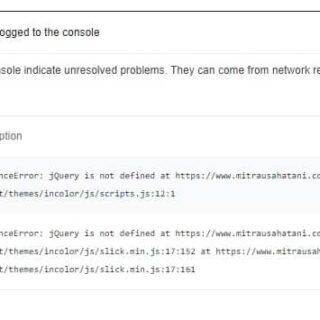 ogged to the console
nsole indicate unresolved problems. They can come from network re
ption
nceError: jQuery is not defined at https://www.mitrausahatani.co
t/themes/incolor/js/scripts.js:12:1
nceError: jQuery is not defined at https://www.mitrausahatani.co
t/themes/incolor/js/slick.min.js:17:152 at https://www.mitrausah
t/themes/incolor/js/slick.min.js:17:161